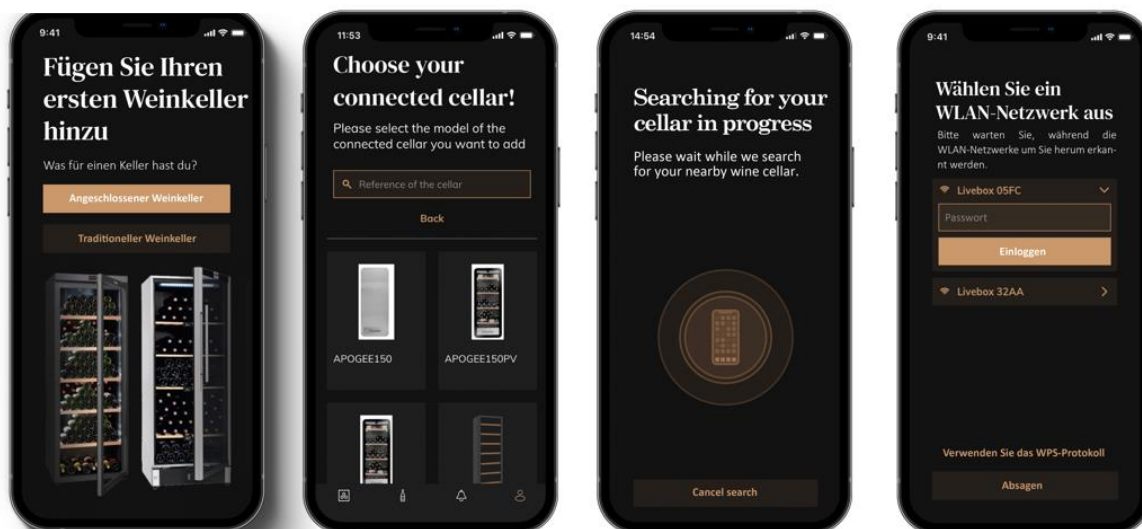 9:41
Fügen Sie Ihren
ersten Weinkeller
hinzu
Was für einen Keller hast du?
Angeschlossener Weinkeller
Traditioneller Weinkeller
11:53
Choose your
connected cellar!
Please select the model of the
connected cellar you want to add
Reference of the cellar
Back
APOGEE150
APOGEE150PV
14:54
Searching for your
cellar in progress
Please wait while we search
for your nearby wine cellar.
Cancel search
9:41
Wählen Sie ein
WLAN-Netzwerk aus
Bitte warten Sie, während die
WLAN-Netzwerke um Sie herum erkan-
nt werden.
Livebox 05FC
Passwort
Einloggen
Livebox 32AA
Verwenden Sie das WPS-Protokoll
Absagen